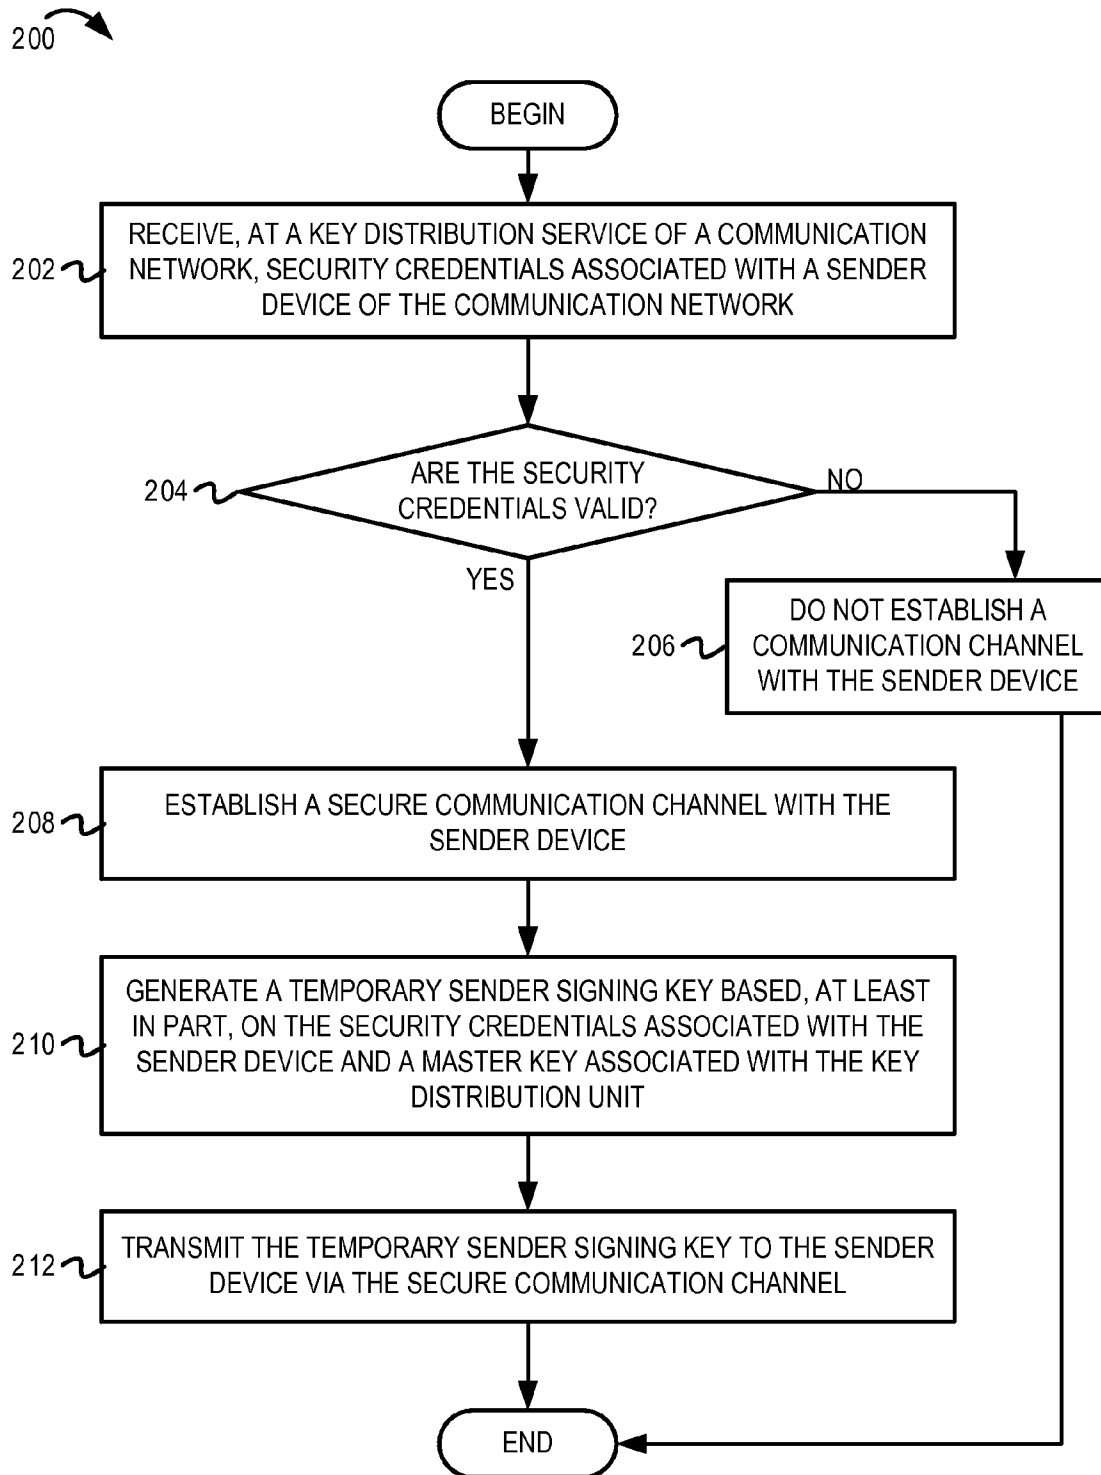 200
BEGIN
202
RECEIVE, AT A KEY DISTRIBUTION SERVICE OF A COMMUNICATION
NETWORK, SECURITY CREDENTIALS ASSOCIATED WITH A SENDER
DEVICE OF THE COMMUNICATION NETWORK
204
ARE THE SECURITY
CREDENTIALS VALID?
NO
YES
206
DO NOT ESTABLISH A
COMMUNICATION CHANNEL
WITH THE SENDER DEVICE
208
ESTABLISH A SECURE COMMUNICATION CHANNEL WITH THE
SENDER DEVICE
210
GENERATE A TEMPORARY SENDER SIGNING KEY BASED, AT LEAST
IN PART, ON THE SECURITY CREDENTIALS ASSOCIATED WITH THE
SENDER DEVICE AND A MASTER KEY ASSOCIATED WITH THE KEY
DISTRIBUTION UNIT
212
TRANSMIT THE TEMPORARY SENDER SIGNING KEY TO THE SENDER
DEVICE VIA THE SECURE COMMUNICATION CHANNEL
END